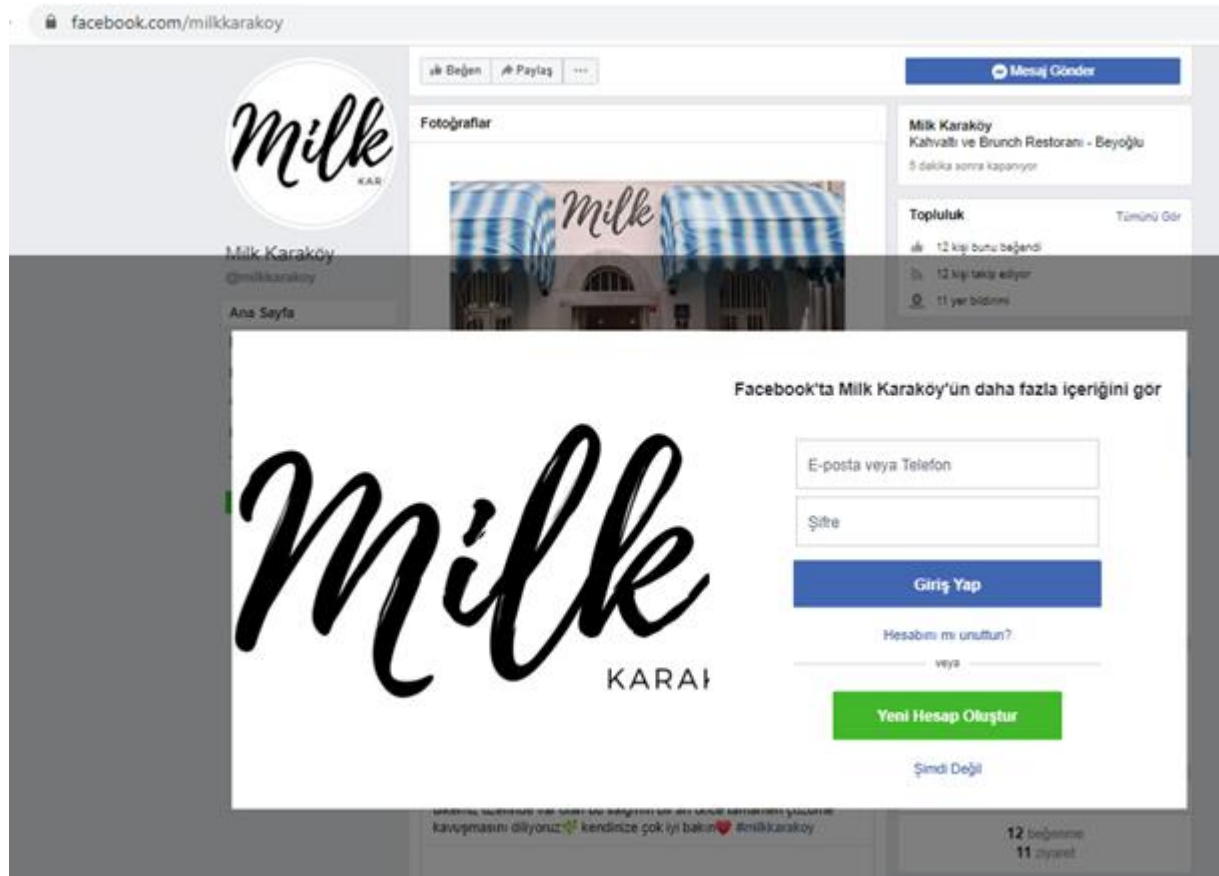 facebook.com/milkkarakoy
Milk
KAR
Milk Karaköy
@milkkarakoy
Ana Sayfa
Beğen
Paylaş
...
Fotoğraflar
Milk
Mesaj Gönder
Milk Karaköy
Kahvaltı ve Brunch Restoranı - Beyoğlu
5 dakika sonra kapanıyor
Topluluk
Tümünü Gör
12 kişi bunu beğendi
12 kişi takip ediyor
11 yer bildirimi
Milk
KARAK
Facebook'ta Milk Karaköy'ün daha fazla içeriğini gör
E-posta veya Telefon
Şifre
Giriş Yap
Hesabını mı unuttun?
veya
Yeni Hesap Oluştur
Şimdi Değil
kavuşmasını diliyoruz kendinize çok iyi bakın #milkkarakoy
12 beğenme
11 ziyaret